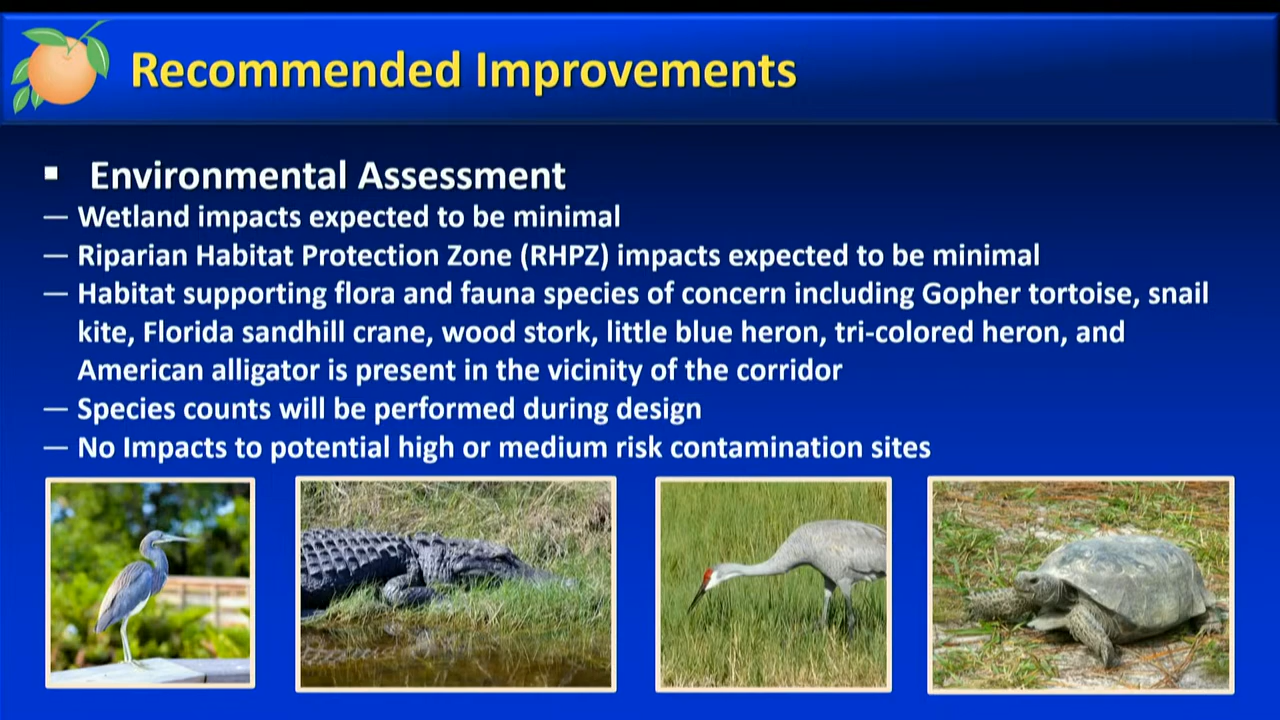 Recommended Improvements
▪ Environmental Assessment
— Wetland impacts expected to be minimal
— Riparian Habitat Protection Zone (RHPZ) impacts expected to be minimal
— Habitat supporting flora and fauna species of concern including Gopher tortoise, snail
kite, Florida sandhill crane, wood stork, little blue heron, tri-colored heron, and
American alligator is present in the vicinity of the corridor
— Species counts will be performed during design
— No Impacts to potential high or medium risk contamination sites